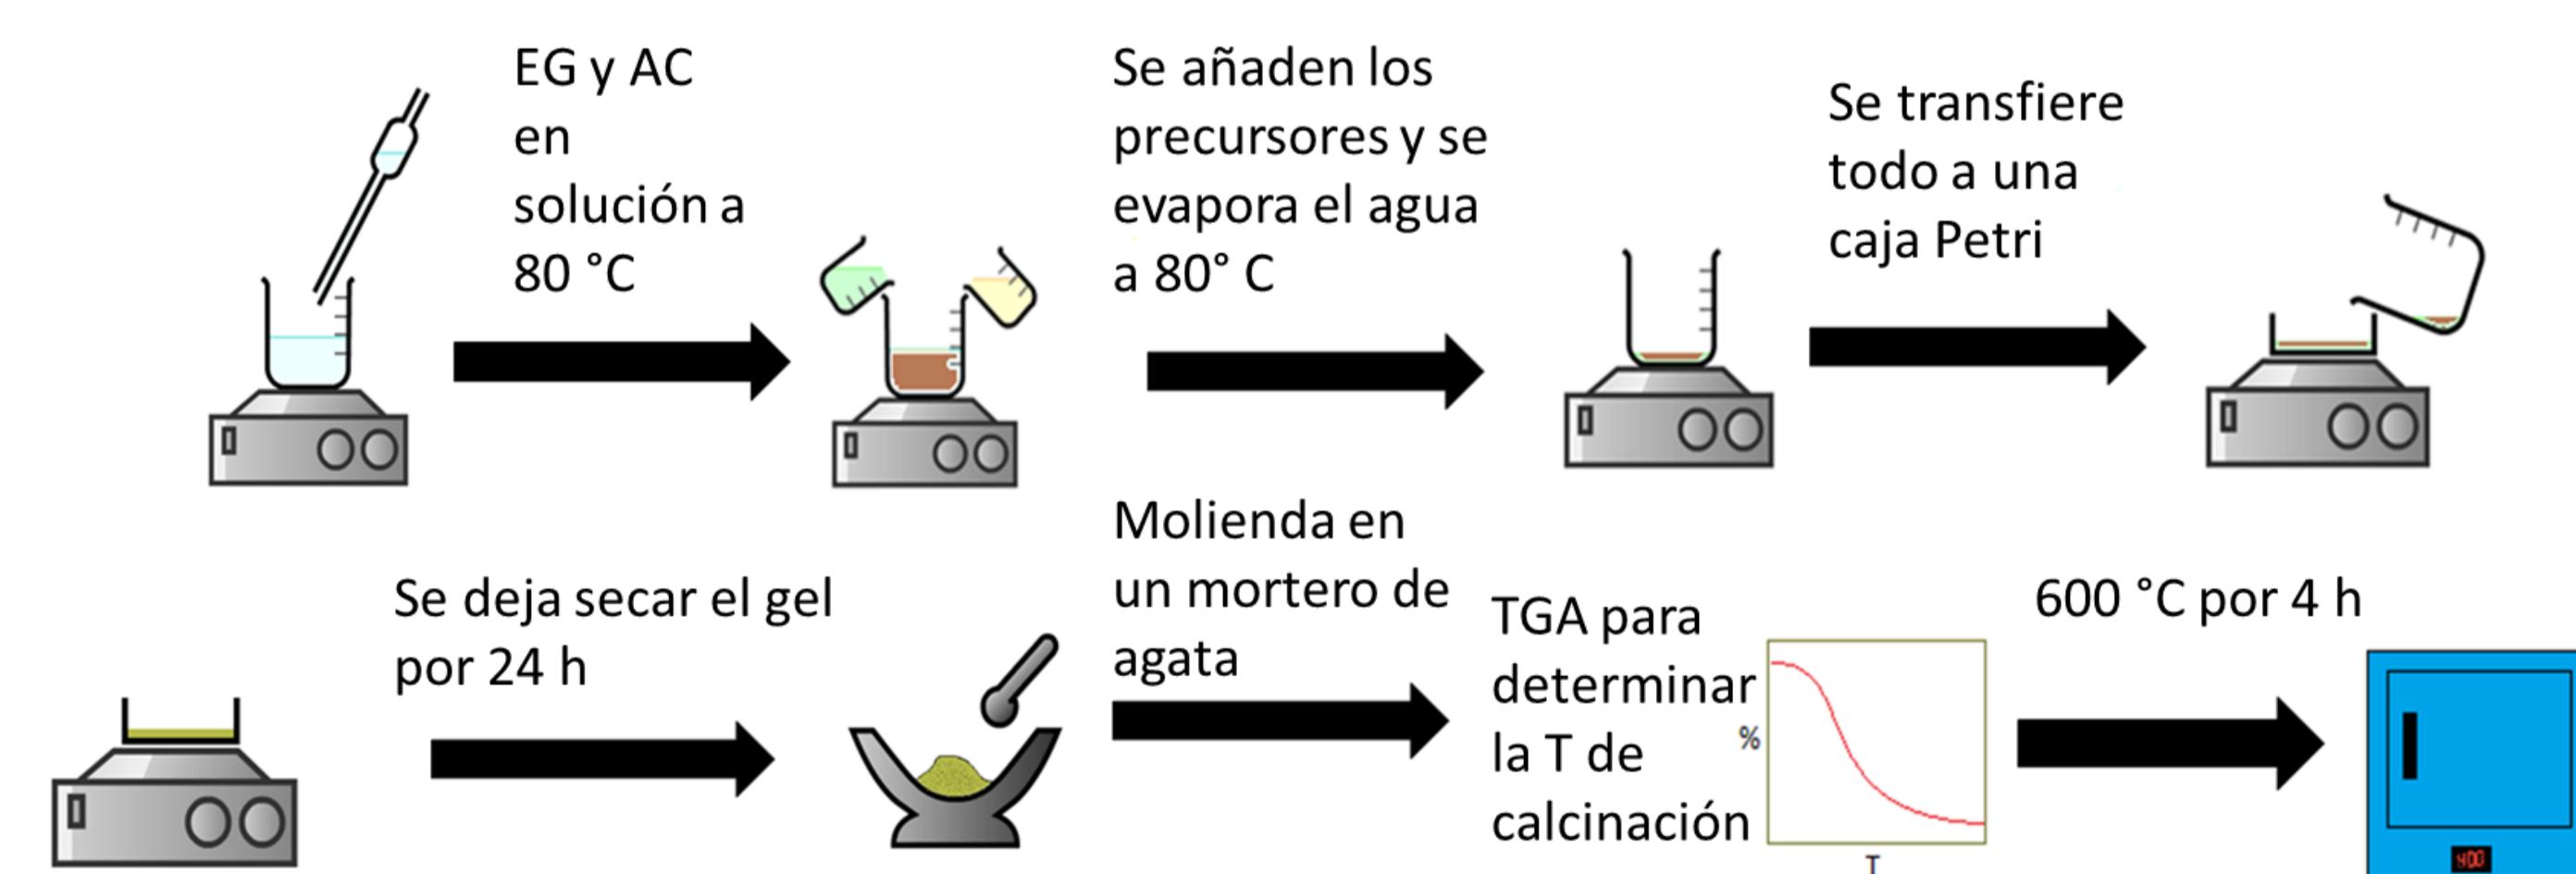 EG y AC
en
solución a
80 °C
Se añaden los
precursores y se
evapora el agua
a 80° C
Se transfiere
todo a una
caja Petri
Se deja secar el gel
por 24 h
Molienda en
un mortero de
agata
TGA para
determinar
la T de
calcinación
%
T
600 °C por 4 h
400